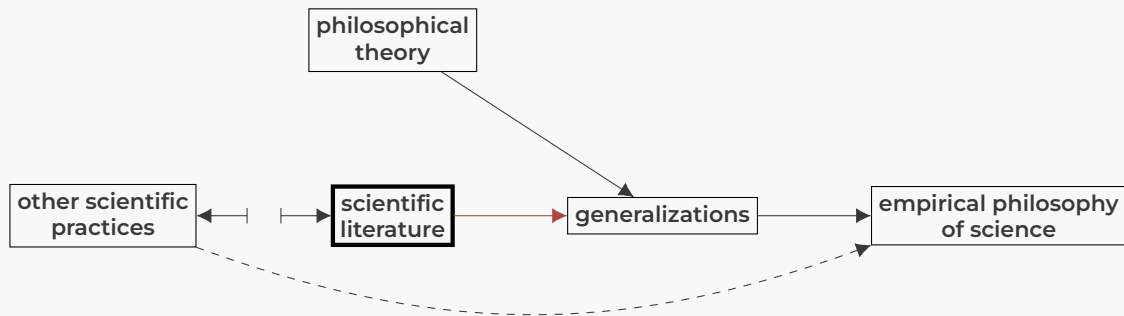 philosophical
theory
other scientific
practices
scientific
literature
generalizations
empirical philosophy
of science